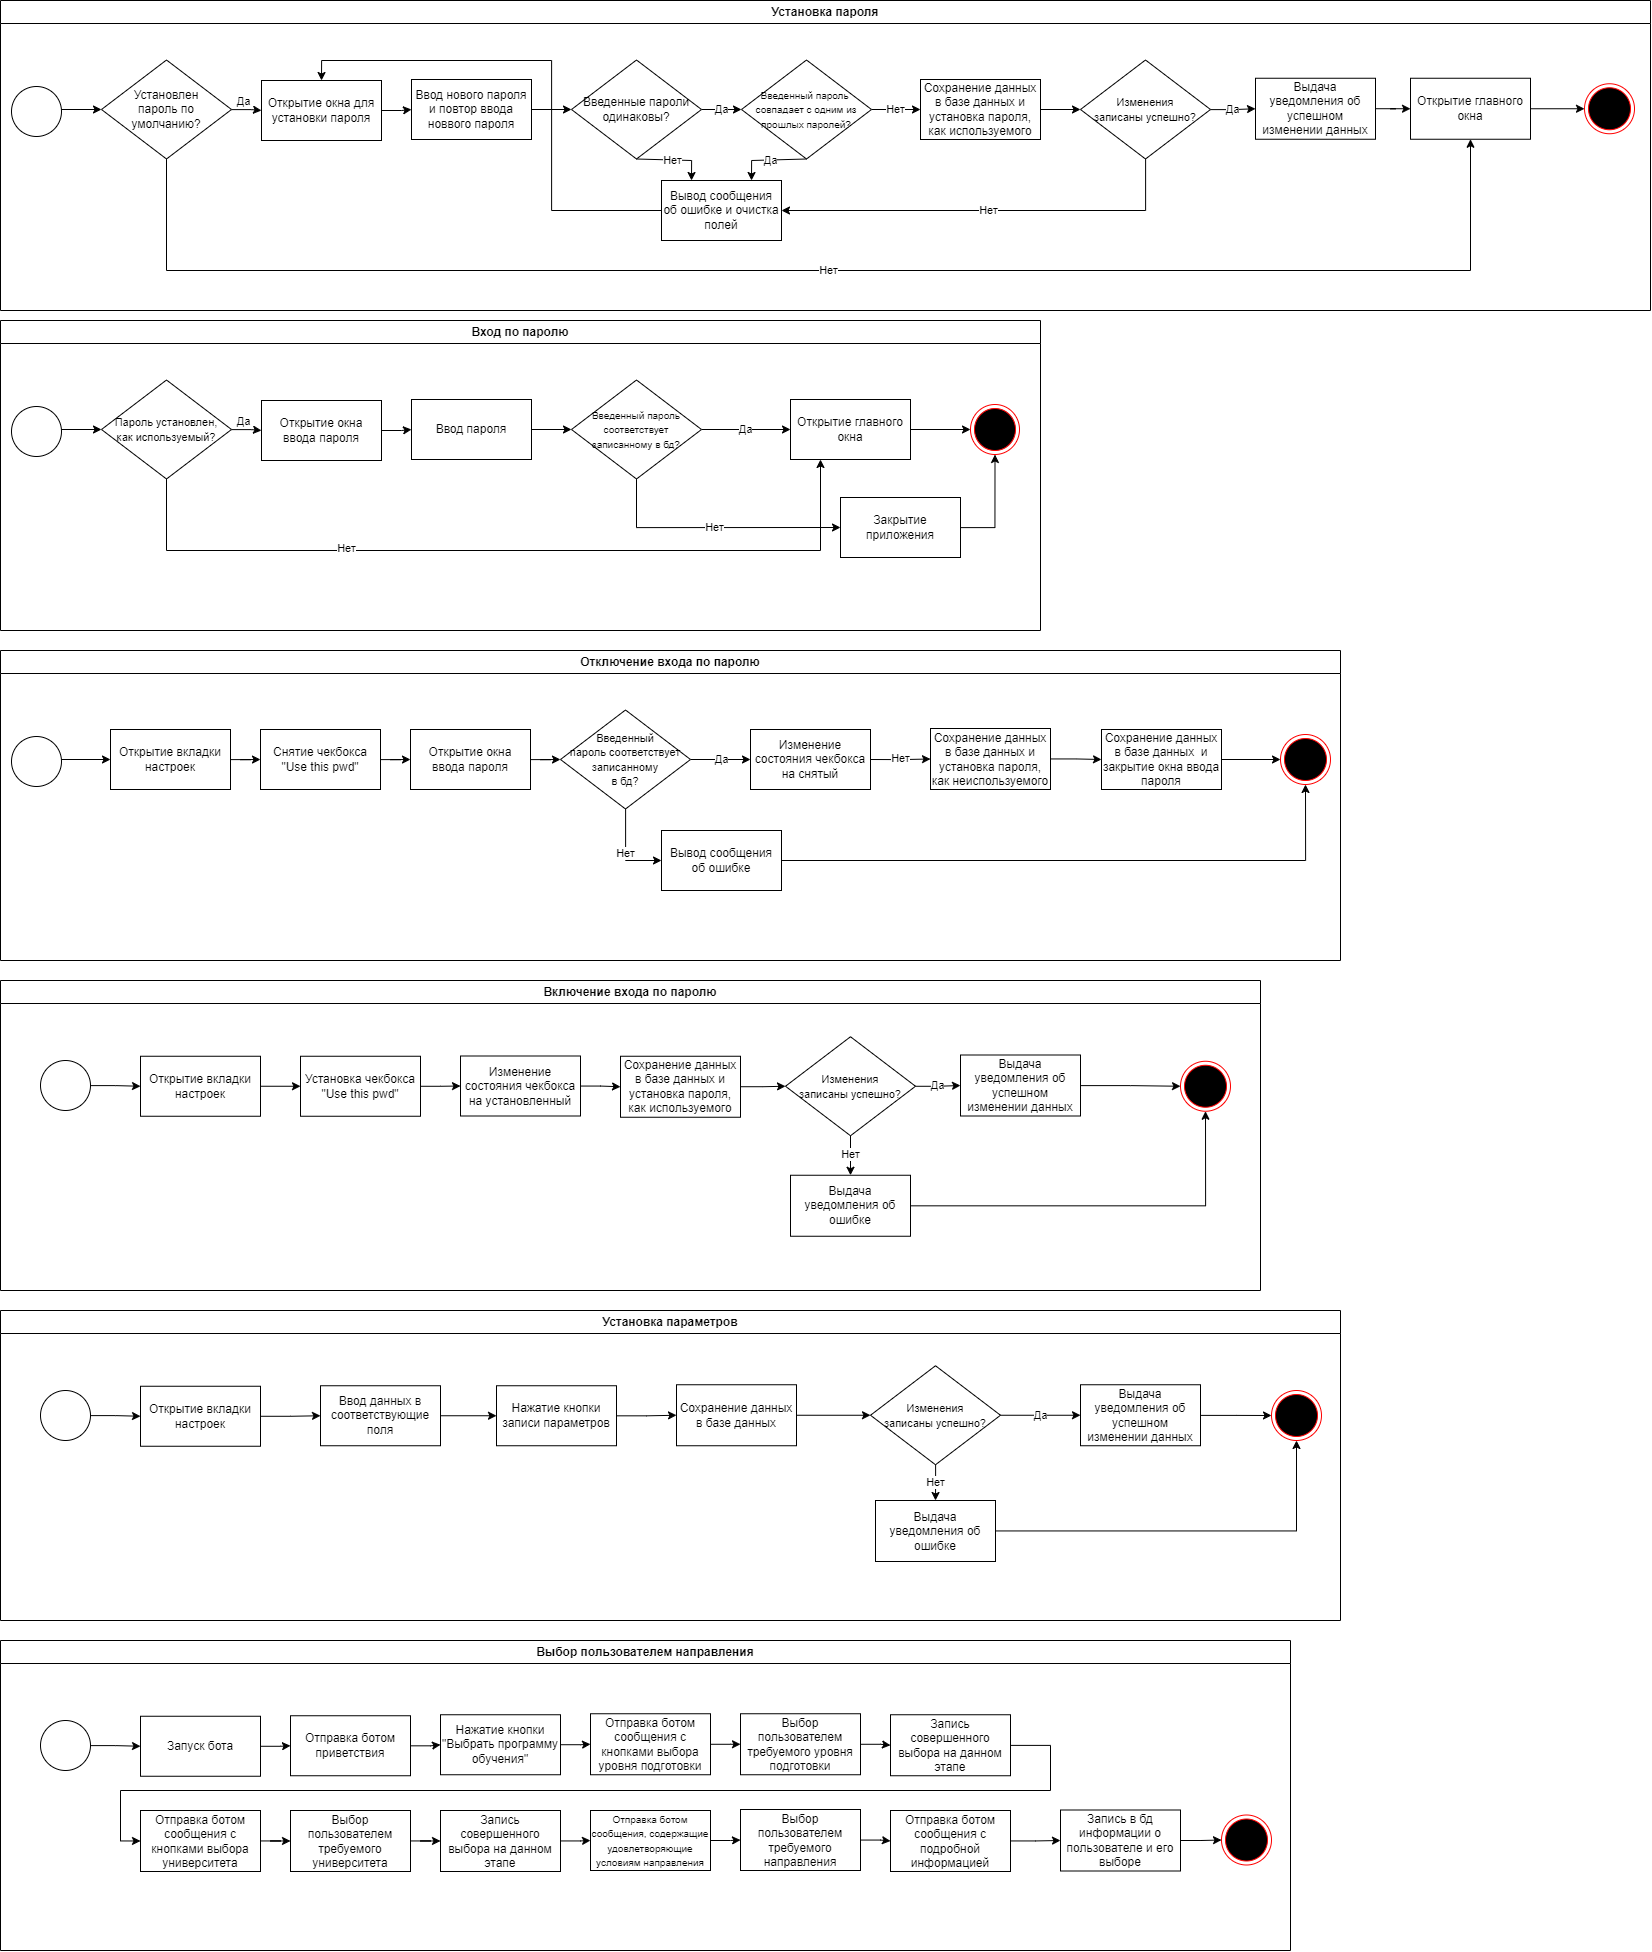 Установка пароля
Установлен
пароль по
умолчанию?
Да
Открытие окна для
установки пароля
Ввод нового пароля
и повтор ввода
новвого пароля
Введенные пароли
одинаковы?
Да
Введенный пароль
совпадает с одним из
прошлых паролей?
Нет
Сохранение данных
в базе данных и
установка пароля,
как используемого
Изменения
записаны успешно?
Да
Выдача
уведомления об
успешном
изменении данных
Открытие главного
окна
Нет
Да
Вывод сообщения
об ошибке и очистка
полей
Нет
Нет
Вход по паролю
Пароль установлен,
как используемый?
Да
Открытие окна
ввода пароля
Ввод пароля
Введенный пароль
соответствует
записанному в бд?
Да
Открытие главного
окна
Нет
Закрытие
приложения
Нет
Отключение входа по паролю
Открытие вкладки
настроек
Снятие чекбокса
"Use this pwd"
Открытие окна
ввода пароля
Введенный
пароль соответствует
записанному
в бд?
Да
Изменение
состояния чекбокса
на снятый
Нет
Сохранение данных
в базе данных и
установка пароля,
как неиспользуемого
Сохранение данных
в базе данных и
закрытие окна ввода
пароля
Нет
Вывод сообщения
об ошибке
Включение входа по паролю
Открытие вкладки
настроек
Установка чекбокса
"Use this pwd"
Изменение
состояния чекбокса
на установленный
Сохранение данных
в базе данных и
установка пароля,
как используемого
Изменения
записаны успешно?
Да
Выдача
уведомления об
успешном
изменении данных
Нет
Выдача
уведомления об
ошибке
Установка параметров
Открытие вкладки
настроек
Ввод данных в
соответствующие
поля
Нажатие кнопки
записи параметров
Сохранение данных
в базе данных
Изменения
записаны успешно?
Да
Выдача
уведомления об
успешном
изменении данных
Нет
Выдача
уведомления об
ошибке
Выбор пользователем направления
Запуск бота
Отправка ботом
приветствия
Нажатие кнопки
"Выбрать программу
обучения"
Отправка ботом
сообщения с
кнопками выбора
уровня подготовки
Выбор
пользователем
требуемого уровня
подготовки
Запись
совершенного
выбора на данном
этапе
Отправка ботом
сообщения с
кнопками выбора
университета
Выбор
пользователем
требуемого
университета
Запись
совершенного
выбора на данном
этапе
Отправка ботом
сообщения, содержащие
удовлетворяющие
условиям направления
Выбор
пользователем
требуемого
направления
Отправка ботом
сообщения с
подробной
информацией
Запись в бд
информации о
пользователе и его
выборе